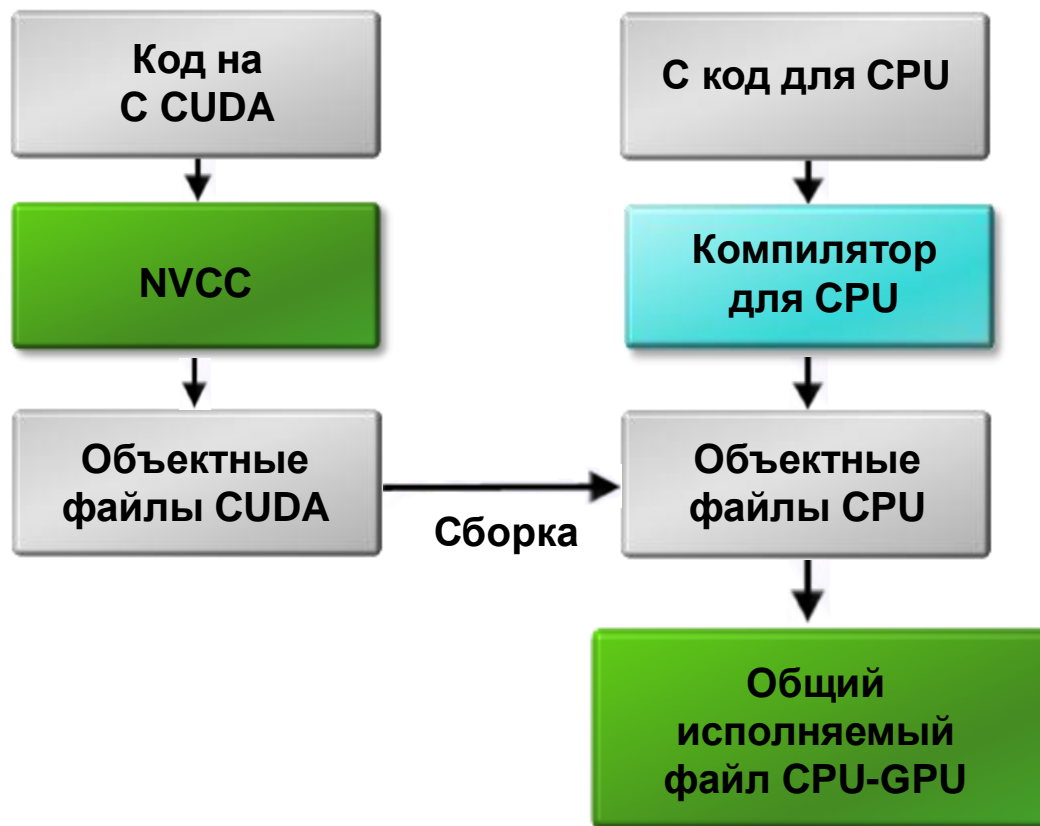 Код на
C CUDA
С код для CPU
NVCC
Компилятор
для CPU
Объектные
файлы CUDA
Сборка
Объектные
файлы CPU
Общий
исполняемый
файл CPU-GPU